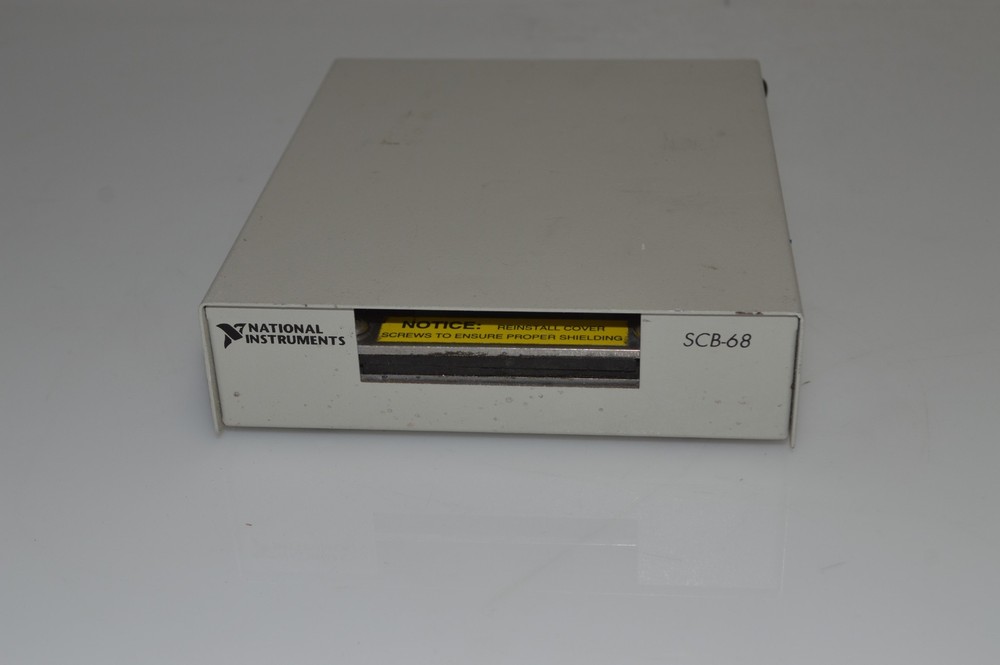 NATIONAL
INSTRUMENTS
NOTICE: REINSTALL COVER
SCREWS TO ENSURE PROPER SHIELDING
SCB-68